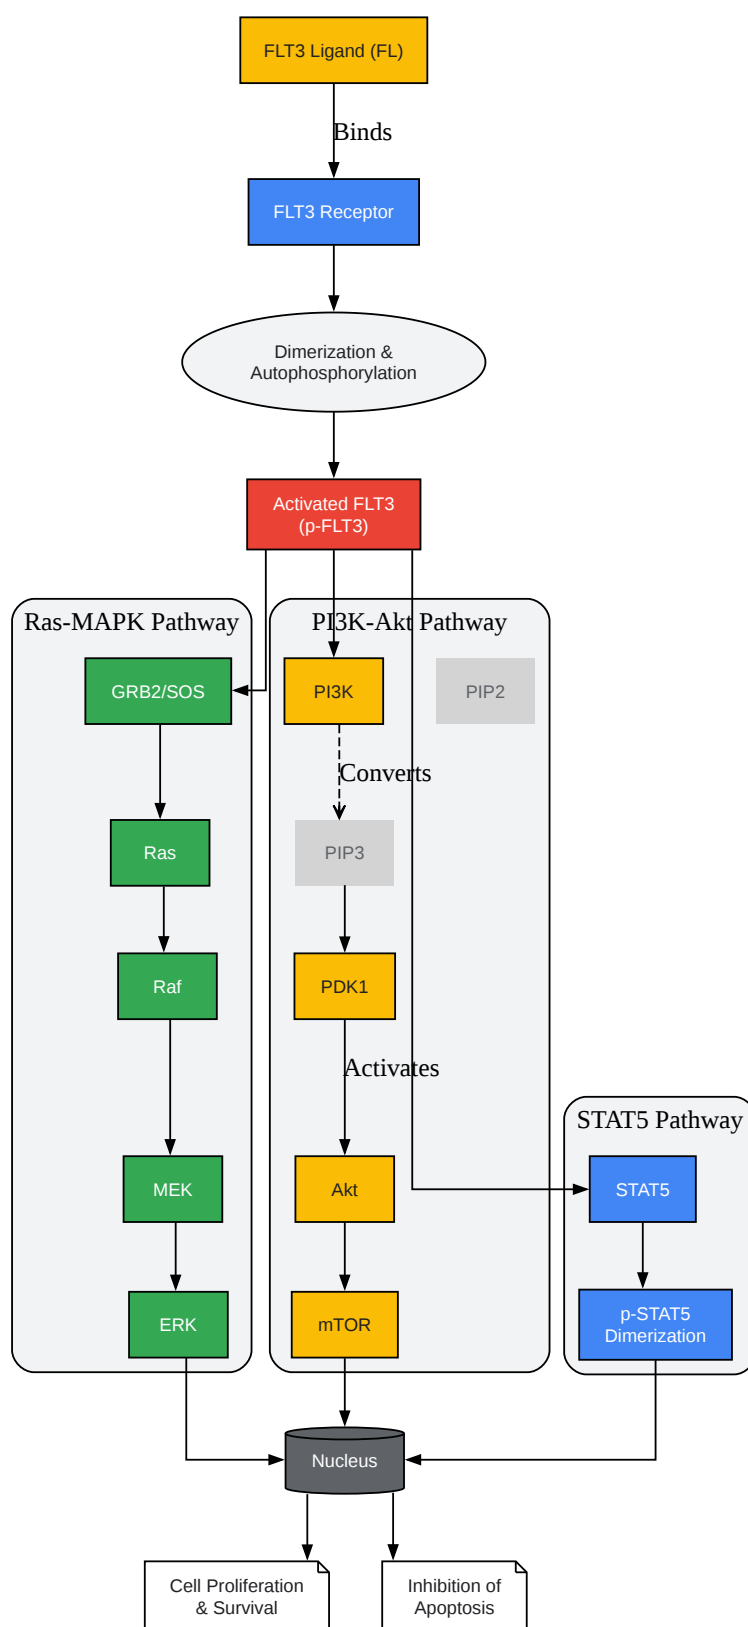 FLT3 Ligand (FL)
Binds
FLT3 Receptor
Dimerization &
Autophosphorylation
Activated FLT3
(p-FLT3)
Ras-MAPK Pathway
PI3K-Akt Pathway
GRB2/SOS
PI3K
PIP2
Converts
Ras
PIP3
Raf
PDK1
Activates
STAT5 Pathway
MEK
Akt
STAT5
ERK
mTOR
p-STAT5
Dimerization
Nucleus
Cell Proliferation
& Survival
Inhibition of
Apoptosis